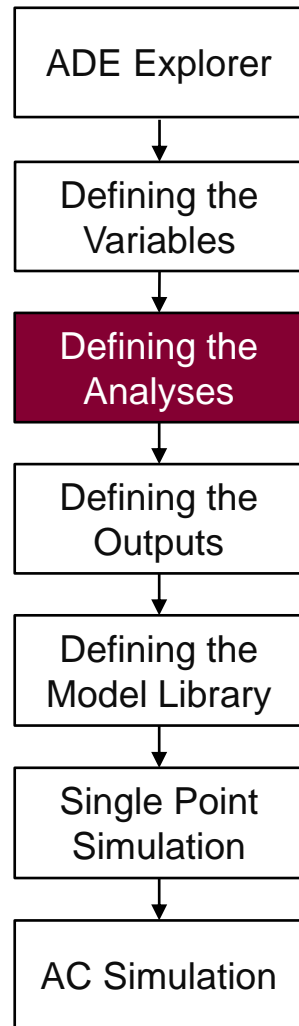 ADE Explorer
Defining the
Variables
Defining the
Analyses
Defining the
Outputs
Defining the
Model Library
Single Point
Simulation
AC Simulation